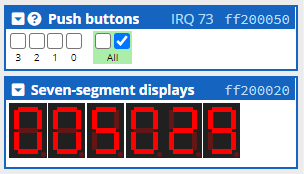 Push buttons IRQ 73 ff200050
3 2 1 0 All
Seven-segment displays ff200020
005029